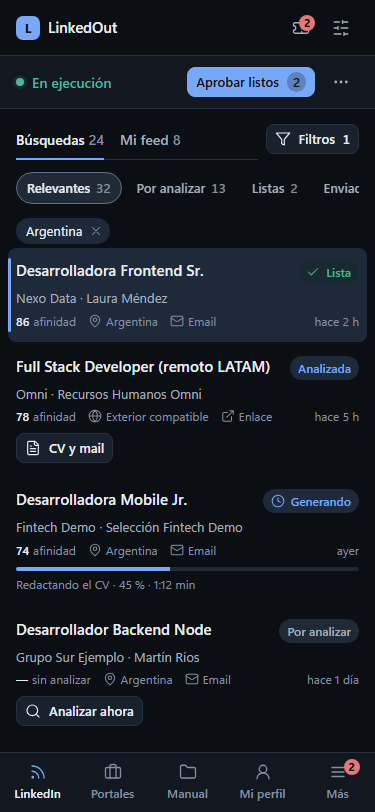 L LinkedOut 2
En ejecución Aprobar listos 2
Búsquedas 24 Mi feed 8 Filtros 1
Relevantes 32 Por analizar 13 Listas 2 Enviac
Argentina
Desarrolladora Frontend Sr. Lista
Nexo Data · Laura Méndez
86 afinidad Argentina Email hace 2 h
Full Stack Developer (remoto LATAM) Analizada
Omni · Recursos Humanos Omni
78 afinidad Exterior compatible Enlace hace 5 h
CV y mail
Desarrolladora Mobile Jr. Generando
Fintech Demo · Selección Fintech Demo
74 afinidad Argentina Email ayer
Redactando el CV · 45 % · 1:12 min
Desarrollador Backend Node Por analizar
Grupo Sur Ejemplo · Martín Ríos
— sin analizar Argentina Email hace 1 día
Analizar ahora
2
LinkedIn Portales Manual Mi perfil Más